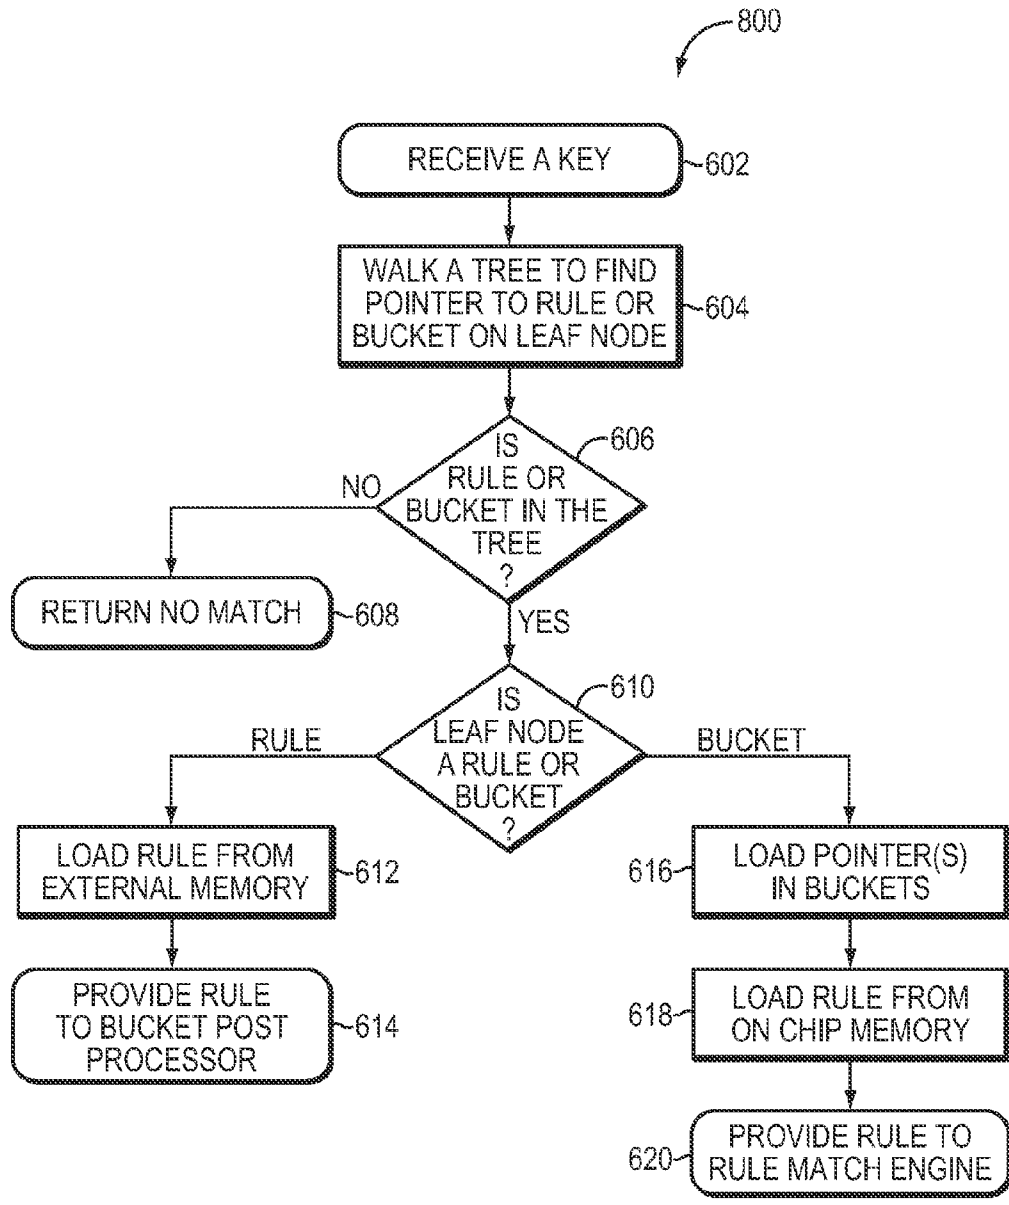 800
RECEIVE A KEY
602
WALK A TREE TO FIND
POINTER TO RULE OR
BUCKET ON LEAF NODE
604
IS
RULE OR
BUCKET IN THE
TREE
?
606
NO
RETURN NO MATCH
608
YES
IS
LEAF NODE
A RULE OR
BUCKET
?
610
RULE
BUCKET
LOAD RULE FROM
EXTERNAL MEMORY
612
PROVIDE RULE
TO BUCKET POST
PROCESSOR
614
616
LOAD POINTER(S)
IN BUCKETS
618
LOAD RULE FROM
ON CHIP MEMORY
620
PROVIDE RULE TO
RULE MATCH ENGINE